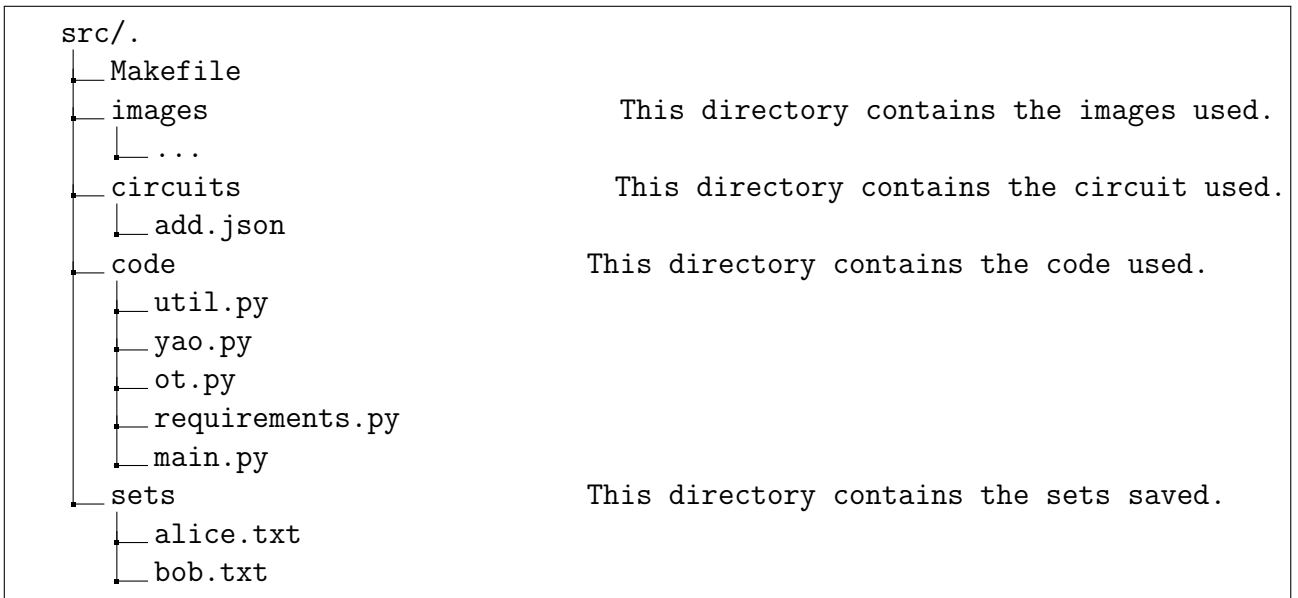 src/.
Makefile
images This directory contains the images used.
...
circuits This directory contains the circuit used.
add.json
code This directory contains the code used.
util.py
yao.py
ot.py
requirements.py
main.py
sets This directory contains the sets saved.
alice.txt
bob.txt